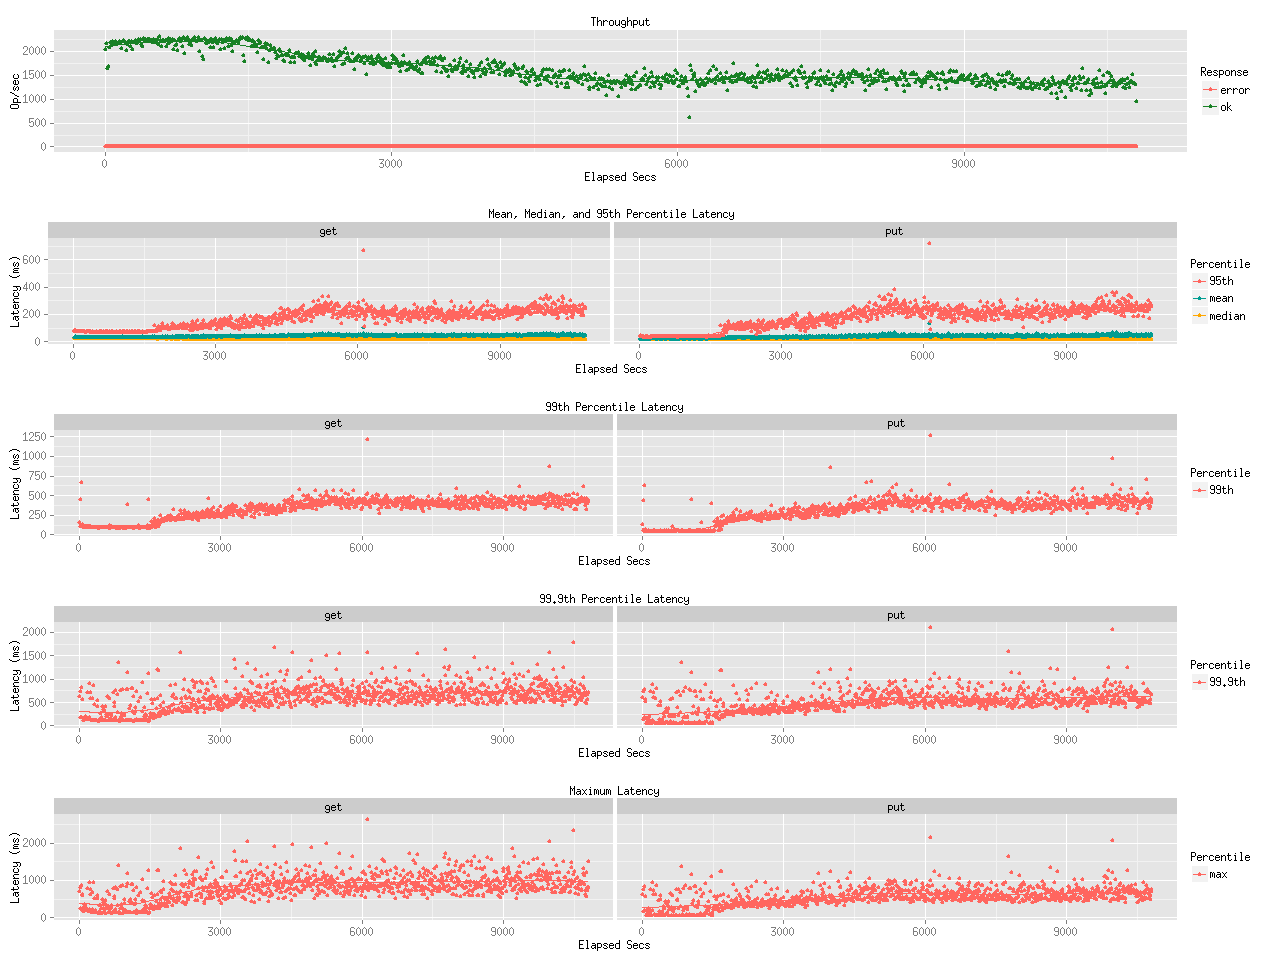 Throughput
Op/sec
2000
1500
1000
500
0
0 3000 6000 9000
Elapsed Secs
Response
error
ok
Mean, Median, and 95th Percentile Latency
get put
Latency (ms)
600
400
200
0
0 3000 6000 9000 0 3000 6000 9000
Elapsed Secs
Percentile
95th
mean
median
99th Percentile Latency
get put
Latency (ms)
1250
1000
750
500
250
0
0 3000 6000 9000 0 3000 6000 9000
Elapsed Secs
Percentile
99th
99.9th Percentile Latency
get put
Latency (ms)
2000
1500
1000
500
0
0 3000 6000 9000 0 3000 6000 9000
Elapsed Secs
Percentile
99.9th
Maximum Latency
get put
Latency (ms)
2000
1000
0
0 3000 6000 9000 0 3000 6000 9000
Elapsed Secs
Percentile
max